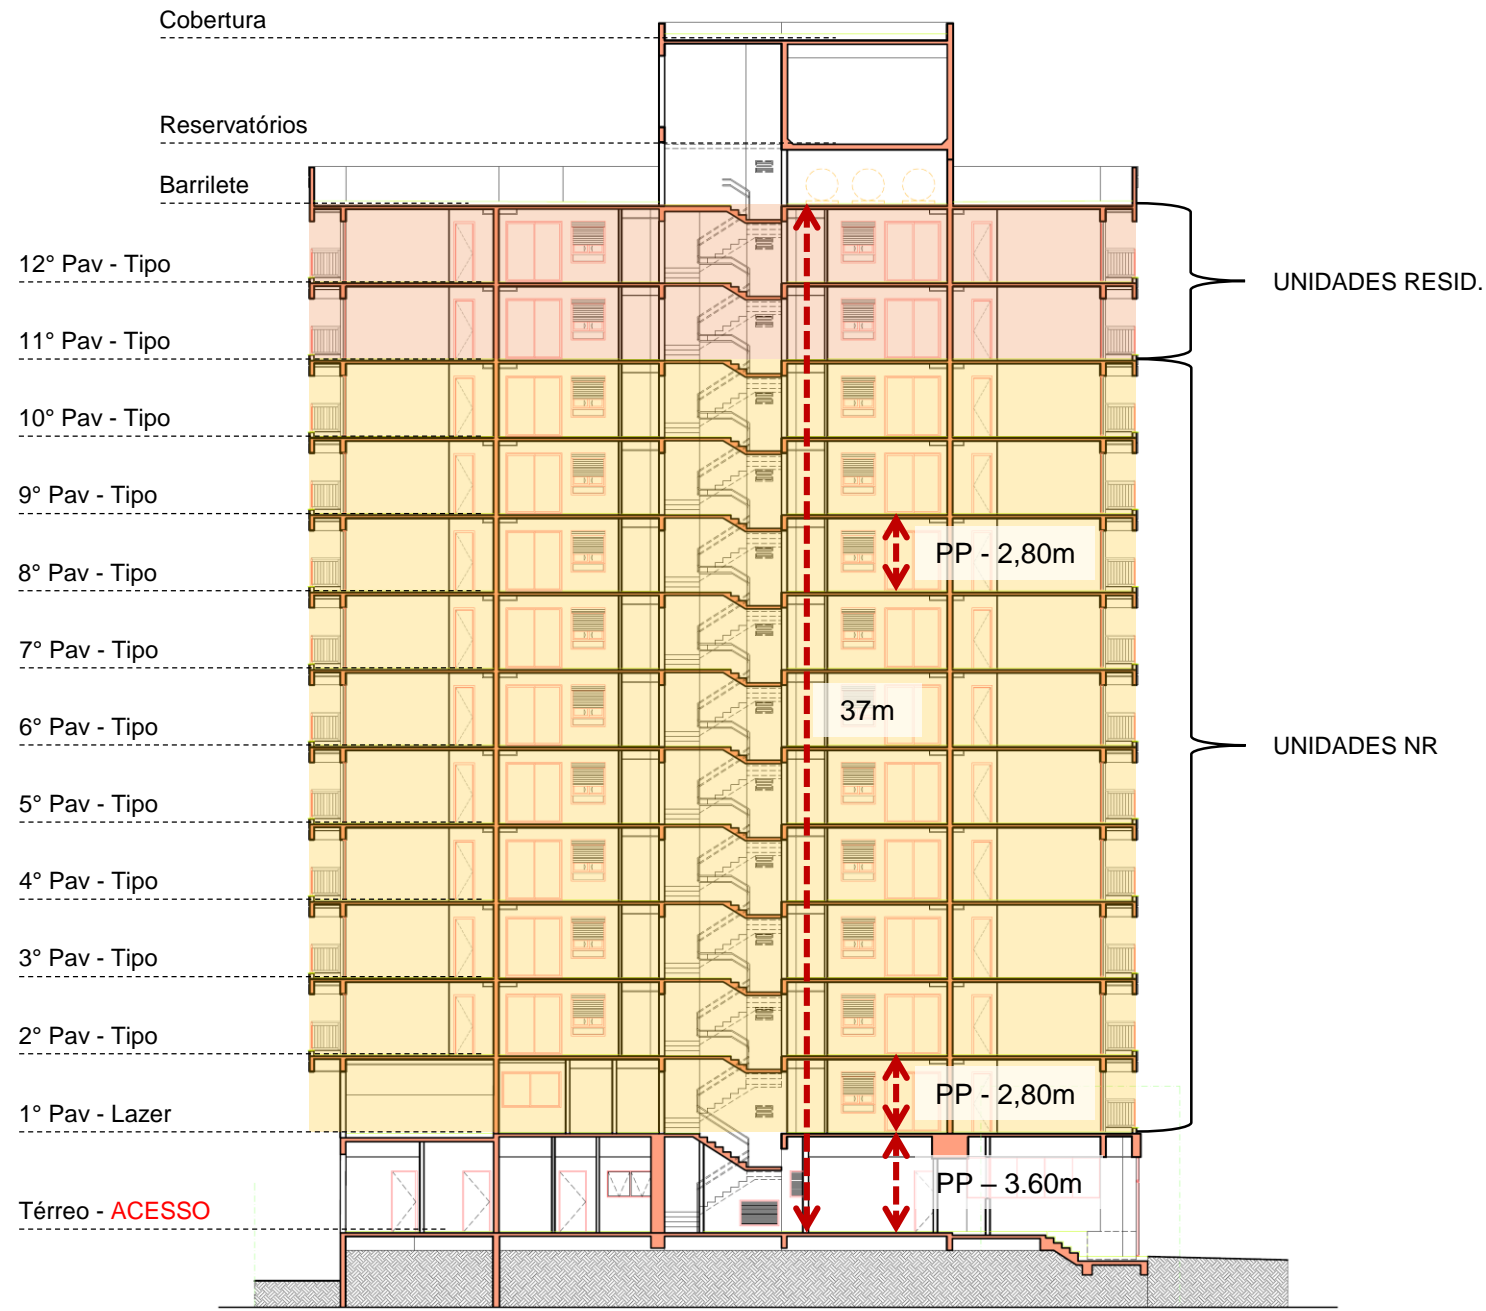 Cobertura
Reservatórios
Barrilete
12° Pav - Tipo
UNIDADES RESID.
11° Pav - Tipo
10° Pav - Tipo
9° Pav - Tipo
PP - 2,80m
8° Pav - Tipo
7° Pav - Tipo
37m
6° Pav - Tipo
UNIDADES NR
5° Pav - Tipo
4° Pav - Tipo
3° Pav - Tipo
2° Pav - Tipo
PP - 2,80m
1° Pav - Lazer
PP – 3.60m
Térreo - ACESSO